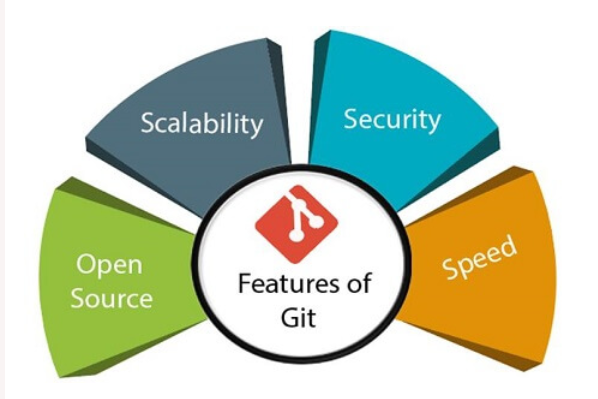 Scalability
Security
Open
Source
Speed
Features of
Git